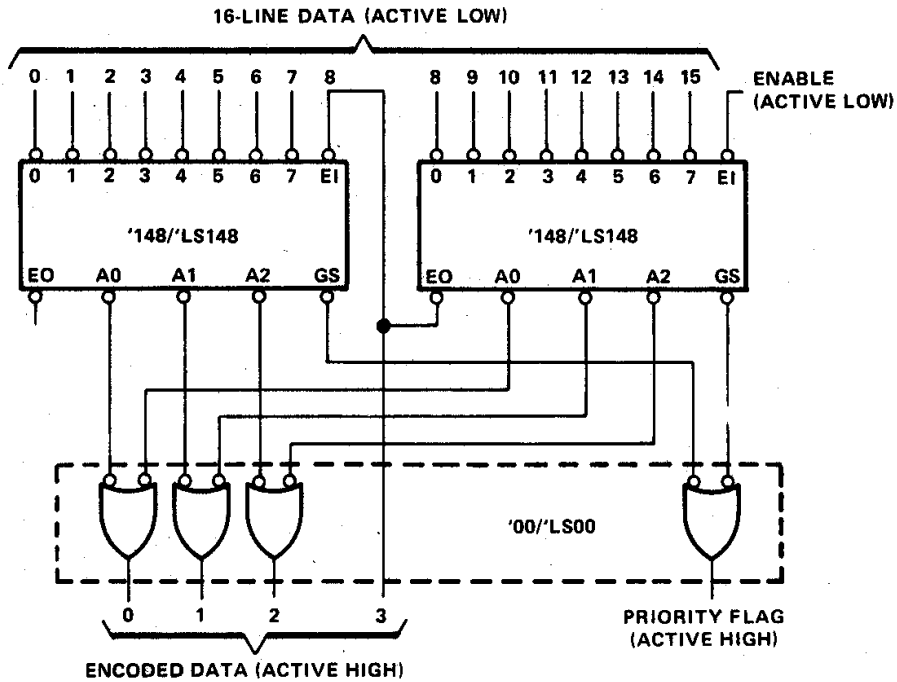 16-LINE DATA (ACTIVE LOW)
0 1 2 3 4 5 6 7 8 8 9 10 11 12 13 14 15
ENABLE
(ACTIVE LOW)
0 1 2 3 4 5 6 7 EI 0 1 2 3 4 5 6 7 EI
'148/'LS148 '148/'LS148
EO A0 A1 A2 GS EO A0 A1 A2 GS
'00/'LS00
0 1 2 3
PRIORITY FLAG
(ACTIVE HIGH)
ENCODED DATA (ACTIVE HIGH)